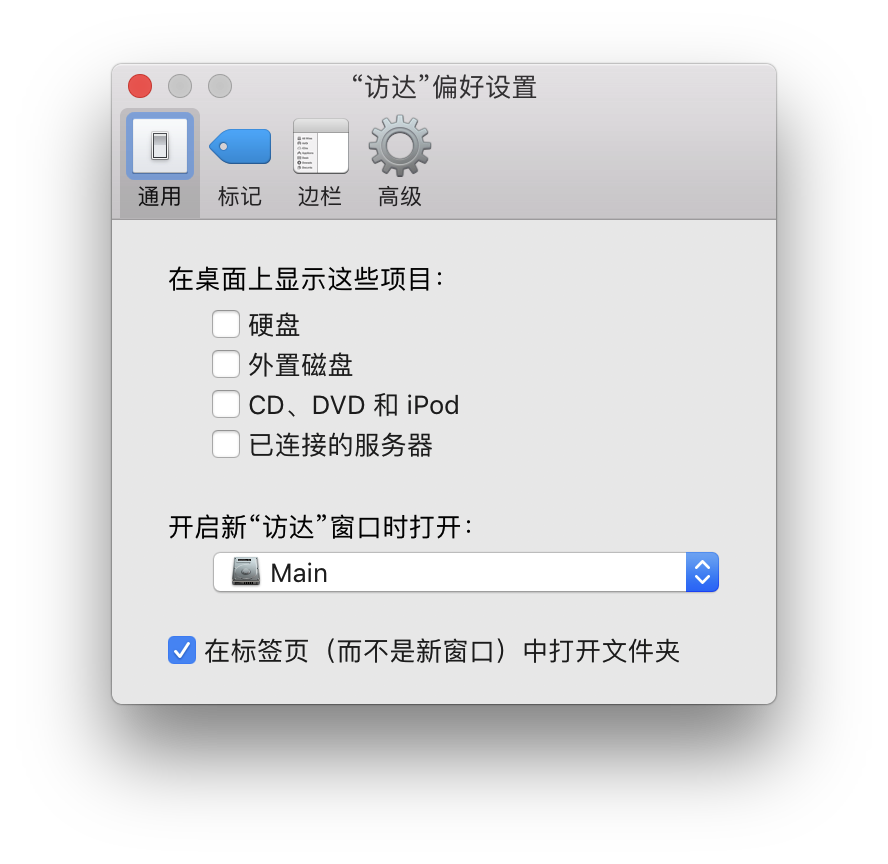 “访达”偏好设置
通用
标记
边栏
高级
在桌面上显示这些项目：
硬盘
外置磁盘
CD、DVD 和 iPod
已连接的服务器
开启新“访达”窗口时打开：
Main
在标签页（而不是新窗口）中打开文件夹